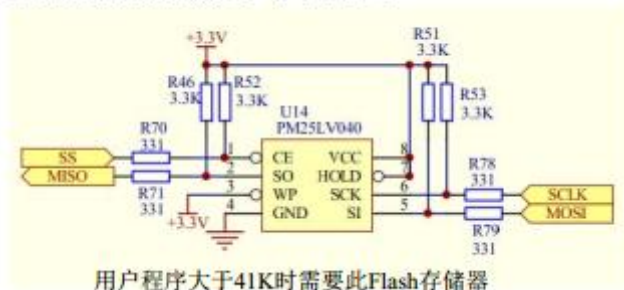 +3.3V
R46
3.3K
R52
3.3K
R51
3.3K
R53
3.3K
U14
PM25LV040
R70
331
SS
MISO
R71
331
1
2
3
4
CE
SO
WP
GND
VCC
HOLD
SCK
SI
8
7
6
5
+3.3V
R78
331
SCLK
MOSI
R79
331
用户程序大于41K时需要此Flash存储器